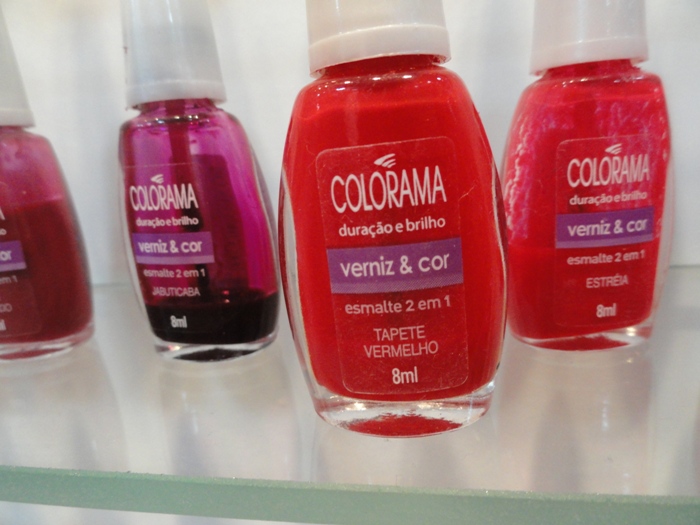 COLORAMA
duração e brilho
verniz & cor
esmalte 2 em 1
JABUTICABA
8ml
COLORAMA
duração e brilho
verniz & cor
esmalte 2 em 1
TAPETE
VERMELHO
8ml
COLORAMA
duração e brilho
verniz & cor
esmalte 2 em 1
ESTRÉIA
8ml